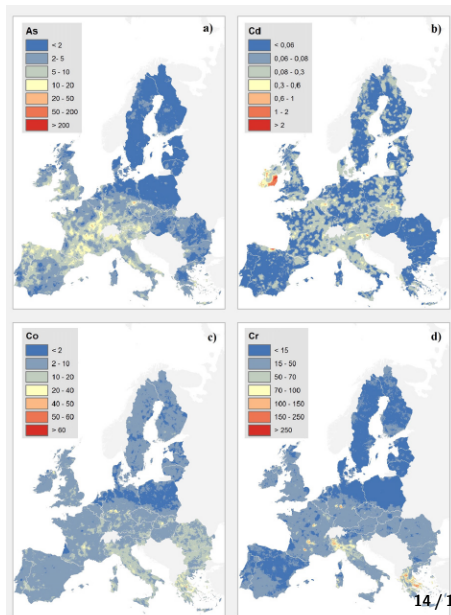 As
a)
< 2
2- 5
5 - 10
10 - 20
20 - 50
50 - 200
> 200
Cd
b)
< 0,06
0,06 - 0,08
0,08 - 0,3
0,3 - 0,6
0,6 - 1
1 - 2
> 2
Co
c)
< 2
2 - 10
10 - 20
20 - 40
40 - 50
50 - 60
> 60
Cr
d)
< 15
15 - 50
50 - 70
70 - 100
100 - 150
150 - 250
> 250
14 / 1